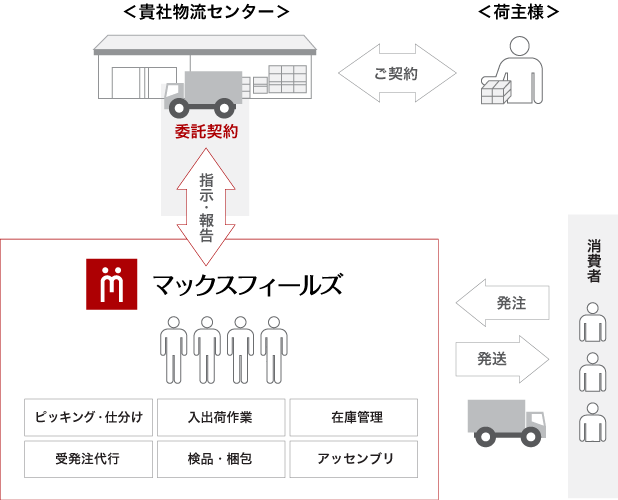 ＜貴社物流センター＞
＜荷主様＞
ご契約
委託契約
指示・報告
マックスフィールズ
消費者
発注
発送
ピッキング・仕分け
入出荷作業
在庫管理
受発注代行
検品・梱包
アッセンブリ